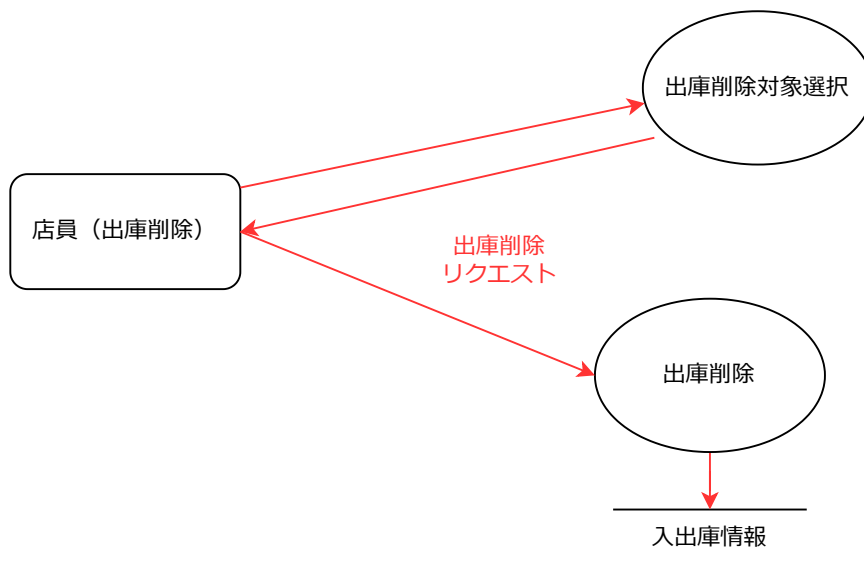 出庫削除対象選択
店員（出庫削除）
出庫削除
リクエスト
出庫削除
入出庫情報